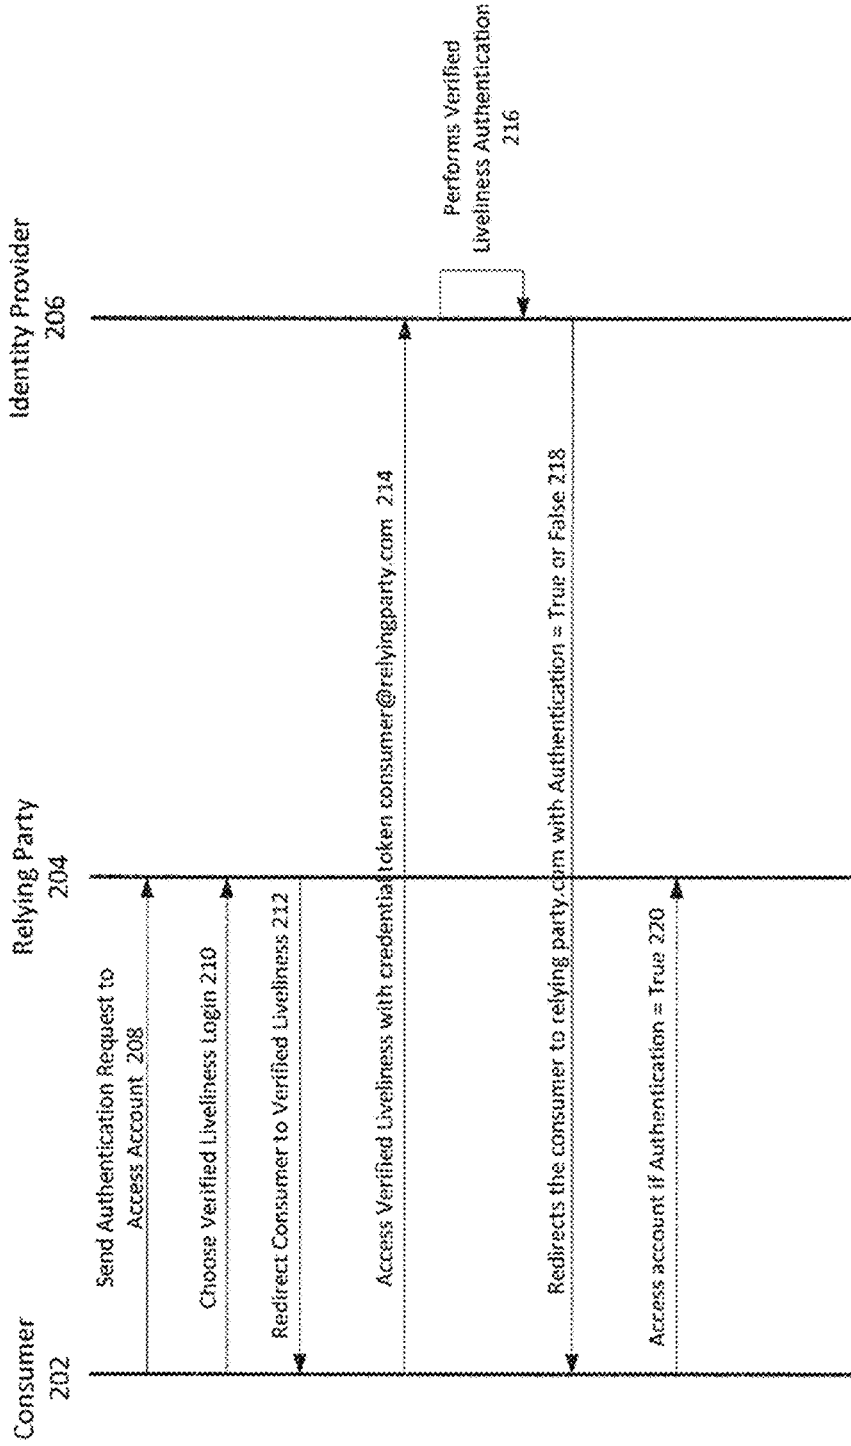 Consumer
202
Relying Party
204
Identity Provider
206
Send Authentication Request to
Access Account 208
Choose Verified Liveliness Login 210
Redirect Consumer to Verified Liveliness 212
Access Verified Liveliness with credential token consumer@relyingparty.com 214
Performs Verified
Liveliness Authentication
216
Redirects the consumer to relying party.com with Authentication = True or False 218
Access account if Authentication = True 220